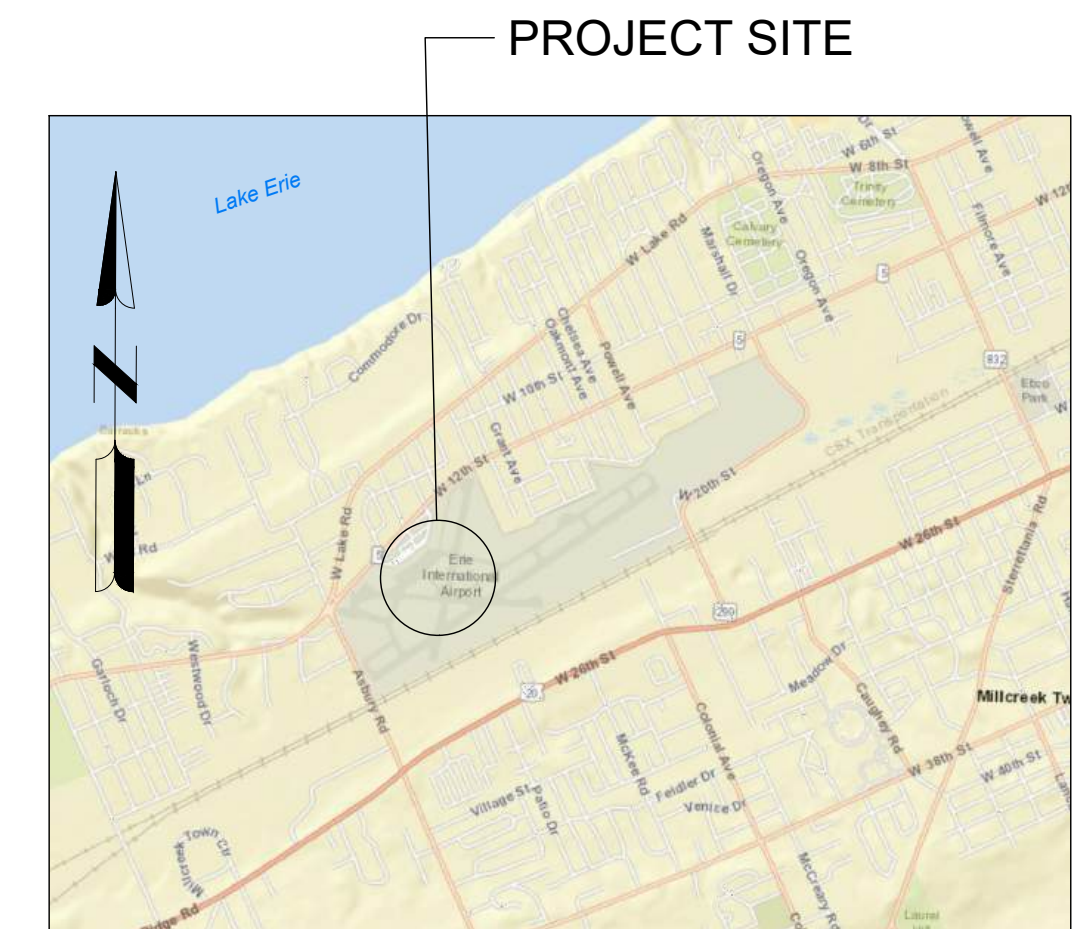 PROJECT SITE
Lake Erie
W 6th St
W 8th St
Trinity
Cemetery
Oregon Ave
Calvary
Cemetery
W Lake Rd
Marshall Dr
Oregon Ave
Filmore Ave
W 12th
5
5
832
Commodore Dr
Chelsea Ave
Oakmont Ave
Powell Ave
W 10th St
Grant Ave
W 12th St
CSX Transportation
W 20th St
W 26th St
Sterrettania Rd
W Lake Rd
5
Erie
International
Airport
299
Garloch Dr
Westwood Dr
Asbury Rd
20
W 26th St
Meadow Dr
Caughey Rd
Millcreek Tw
Colonial Ave
McKee Rd
Feidler Dr
Venice Dr
W 38th St
W 40th St
Village St
Patio Dr
Millcreek Town Ctr
McCreary Rd
Ridge Rd
Laurel